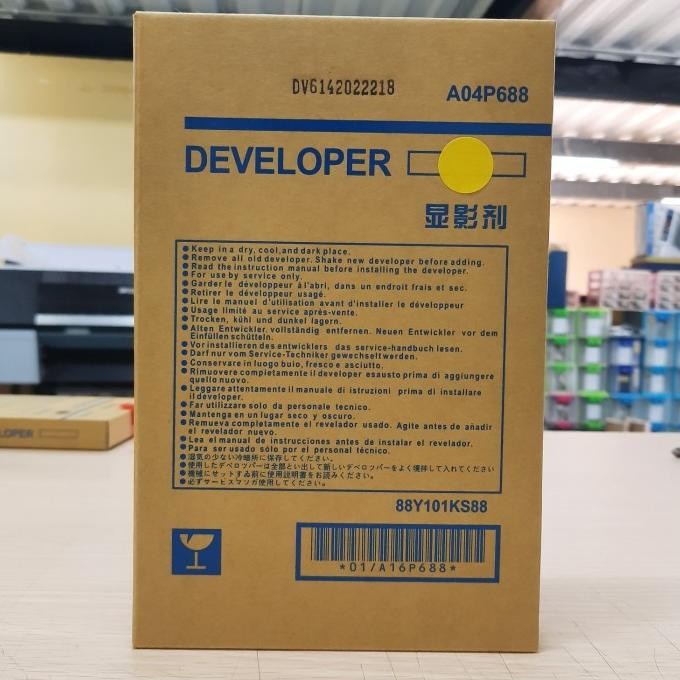 DV6142022218
A04P688
DEVELOPER
显影剂
● Keep in a dry, cool, and dark place.
● Remove all old developer. Shake new developer before adding.
● Read the instruction manual before installing the developer.
● For use by service only.
● Garder le développeur à l'abri, dans un endroit frais et sec.
● Retirer le développeur usagé.
● Lire le manuel d'utilisation avant d'installer le développeur
● Usage limité au service après-vente.
● Trocken, kühl und dunkel lagern.
● Alten Entwickler, vollständig entfernen. Neuen Entwickler vor dem
Einfüllen schütteln.
● Vor installieren des entwicklers das service-handbuch lesen.
● Darf nur vom Service-Techniker gewechselt werden.
● Conservare in luogo buio, fresco e asciutto.
● Rimuovere completamente il developer esausto prima di aggiungere
quello nuovo.
● Leggare attentamente il manuale di istruzioni prima di installare
il developer.
● Far utilizzare solo da personale tecnico.
● Mantenga en un lugar seco y oscuro.
● Remueva completamente el revelador usado. Agite antes de añadir
el revelador nuevo.
● Lea el manual de instrucciones antes de instalar el revelador.
● Para ser usado sólo por el personal técnico.
●湿気の少ない冷暗所に保存してください。
●使用したデベロッパーは全部とい出して新しいデベロッパーをよく攪拌して入れてください
●機械にセットする前に使用説明書をお読みください。
●必ずサービスマソガ使用してください。
88Y101KS88
*01/A16P688*
LOPER